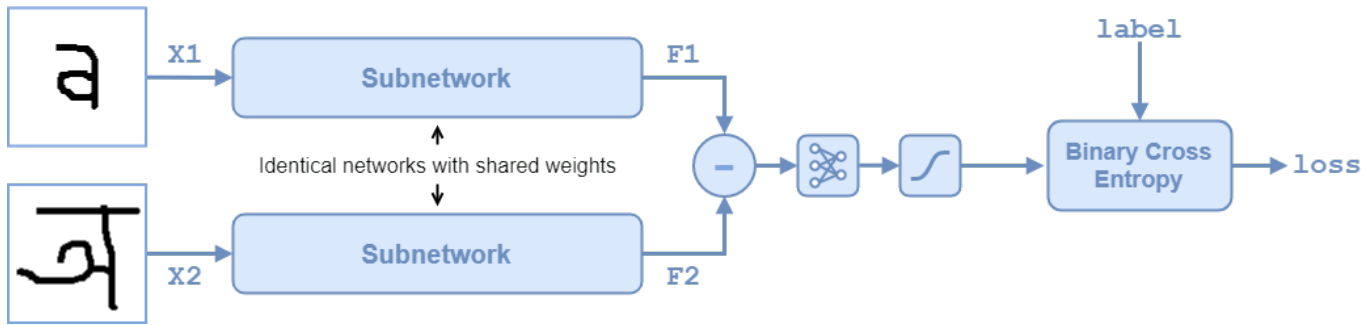 a
X1
Subnetwork
F1
label
Identical networks with shared weights
-
Binary Cross
Entropy
loss
X2
Subnetwork
F2